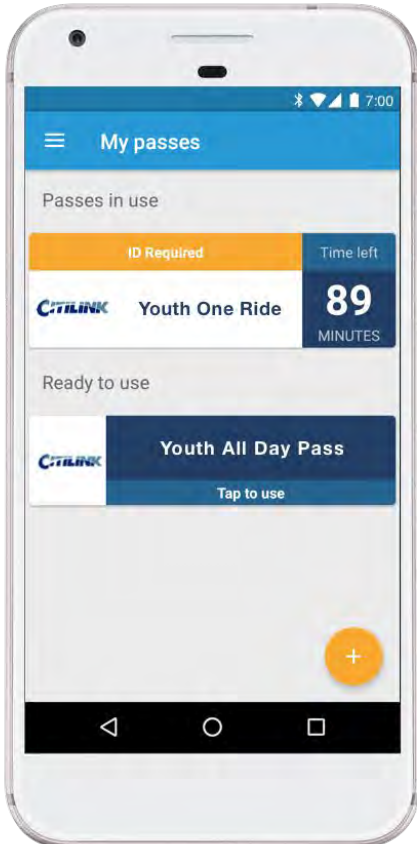 7:00
My passes
Passes in use
ID Required
Time left
CITILINK
Youth One Ride
89
MINUTES
Ready to use
CITILINK
Youth All Day Pass
Tap to use
+